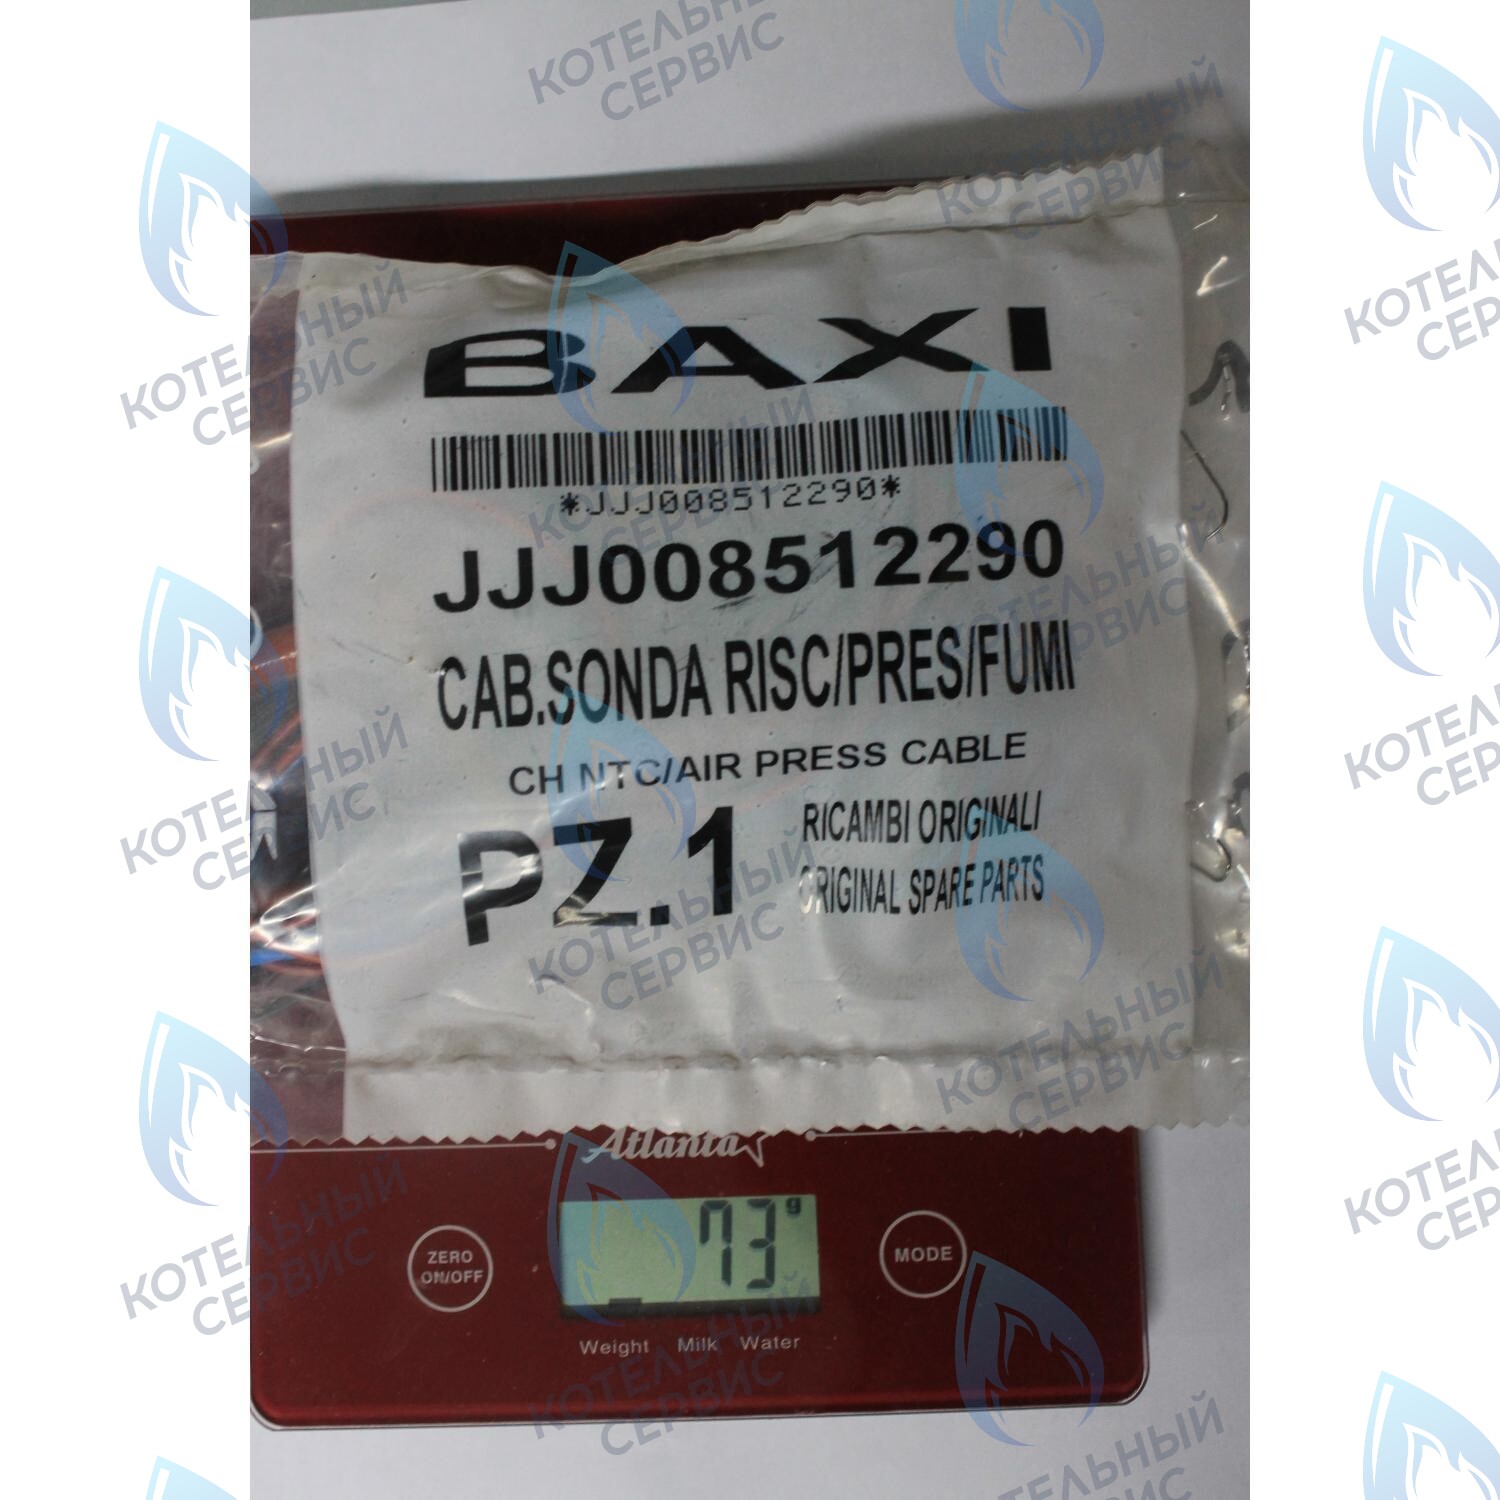 BAXI
*JJJ008512290*
JJJ008512290
CAB.SONDA RISC/PRES/FUMI
CH NTC/AIR PRESS CABLE
PZ.1
RICAMBI ORIGINALI
ORIGINAL SPARE PARTS
Atlanta
ZERO
ON/OFF
73 g
MODE
Weight Milk Water
КОТЕЛЬНЫЙ
СЕРВИС